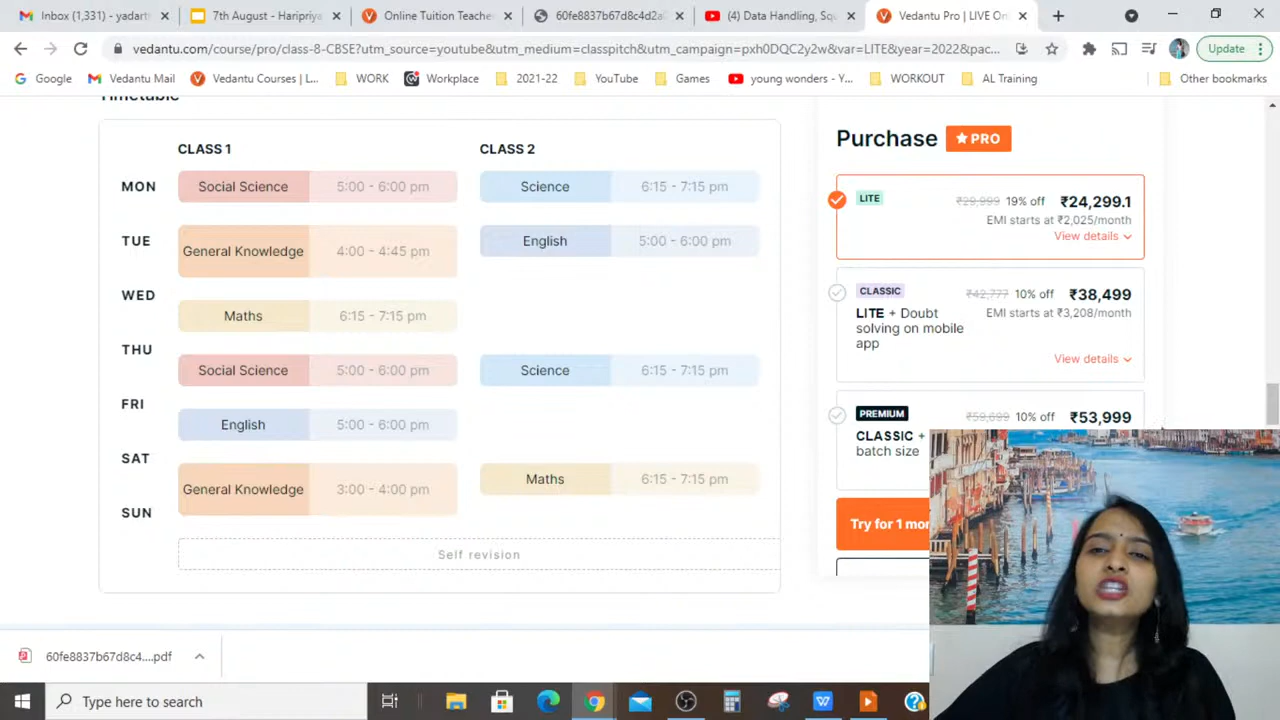 Inbox (1,331) - yadartl
7th August - Haripriya
Online Tuition Teache
60fe8837b67d8c4d2a0
(4) Data Handling, Squ
Vedantu Pro | LIVE On
vedantu.com/course/pro/class-8-CBSE?utm_source=youtube&utm_medium=classpitch&utm_campaign=pxh0DQC2y2w&var=LITE&year=2022&pac...
Update
Google
Vedantu Mail
Vedantu Courses | L...
WORK
Workplace
2021-22
YouTube
Games
young wonders - Y...
WORKOUT
AL Training
Other bookmarks
Timetable
CLASS 1
CLASS 2
MON
Social Science
5:00 - 6:00 pm
Science
6:15 - 7:15 pm
TUE
General Knowledge
4:00 - 4:45 pm
English
5:00 - 6:00 pm
WED
Maths
6:15 - 7:15 pm
THU
Social Science
5:00 - 6:00 pm
Science
6:15 - 7:15 pm
FRI
English
5:00 - 6:00 pm
SAT
General Knowledge
3:00 - 4:00 pm
Maths
6:15 - 7:15 pm
SUN
Self revision
Purchase
PRO
LITE
₹29,999 19% off ₹24,299.1
EMI starts at ₹2,025/month
View details
CLASSIC
₹42,777 10% off ₹38,499
LITE + Doubt
solving on mobile
app
EMI starts at ₹3,208/month
View details
PREMIUM
₹59,699 10% off ₹53,999
CLASSIC +
batch size
Try for 1 mon
60fe8837b67d8c4....pdf
Type here to search